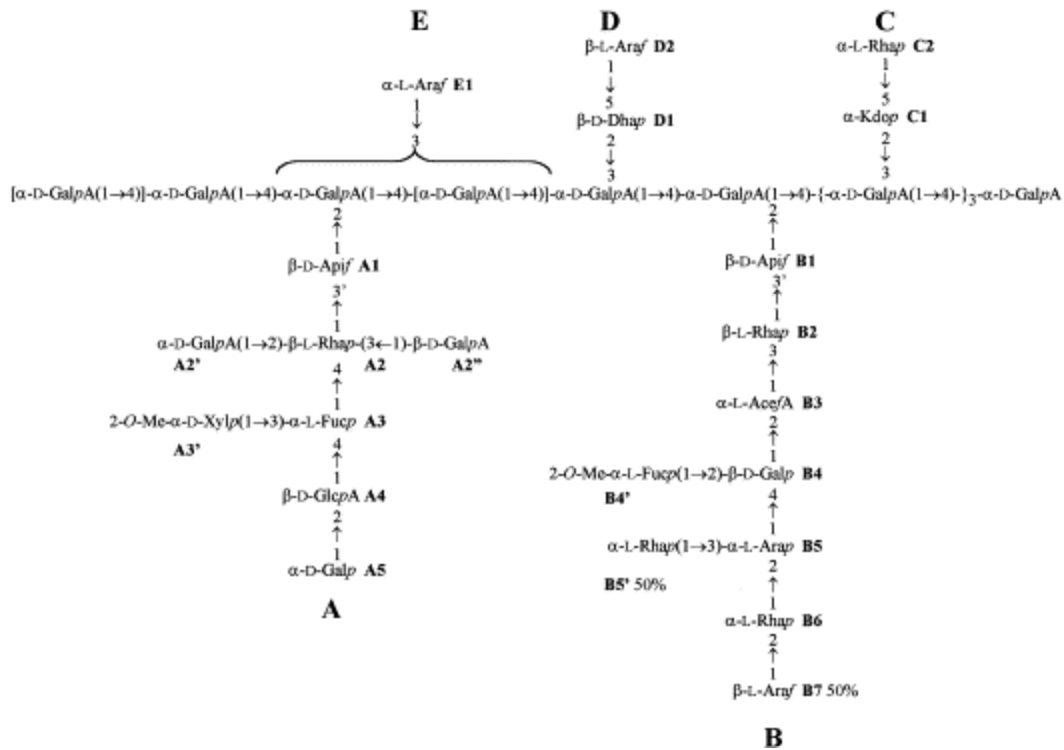 E D C
β-L-Araf D2 α-L-Rhap C2
1 1
↓ ↓
α-L-Araf E1 5 5
1 β-D-Dhap D1 α-Kdop C1
↓ 2 2
3 ↓ ↓
3 3
[α-D-GalpA(1→4)]-α-D-GalpA(1→4)-α-D-GalpA(1→4)-[α-D-GalpA(1→4)]-α-D-GalpA(1→4)-α-D-GalpA(1→4)-{-α-D-GalpA(1→4)-}3-α-D-GalpA
2 2
↑ ↑
1 1
β-D-Apif A1 β-D-Apif B1
3' 3'
↑ ↑
1 1
α-D-GalpA(1→2)-β-L-Rhap-(3←1)-β-D-GalpA β-L-Rhap B2
A2' A2 A2"
4 3
↑ ↑
1 1
2-O-Me-α-D-Xylp(1→3)-α-L-Fucp A3 α-L-AcefA B3
A3'
4 2
↑ ↑
1 1
β-D-GlcpA A4 2-O-Me-α-L-Fucp(1→2)-β-D-Galp B4
B4'
2 4
↑ ↑
1 1
α-D-Galp A5 α-L-Rhap(1→3)-α-L-Arap B5
A B5' 50%
2
↑
1
α-L-Rhap B6
2
↑
1
β-L-Araf B7 50%
B